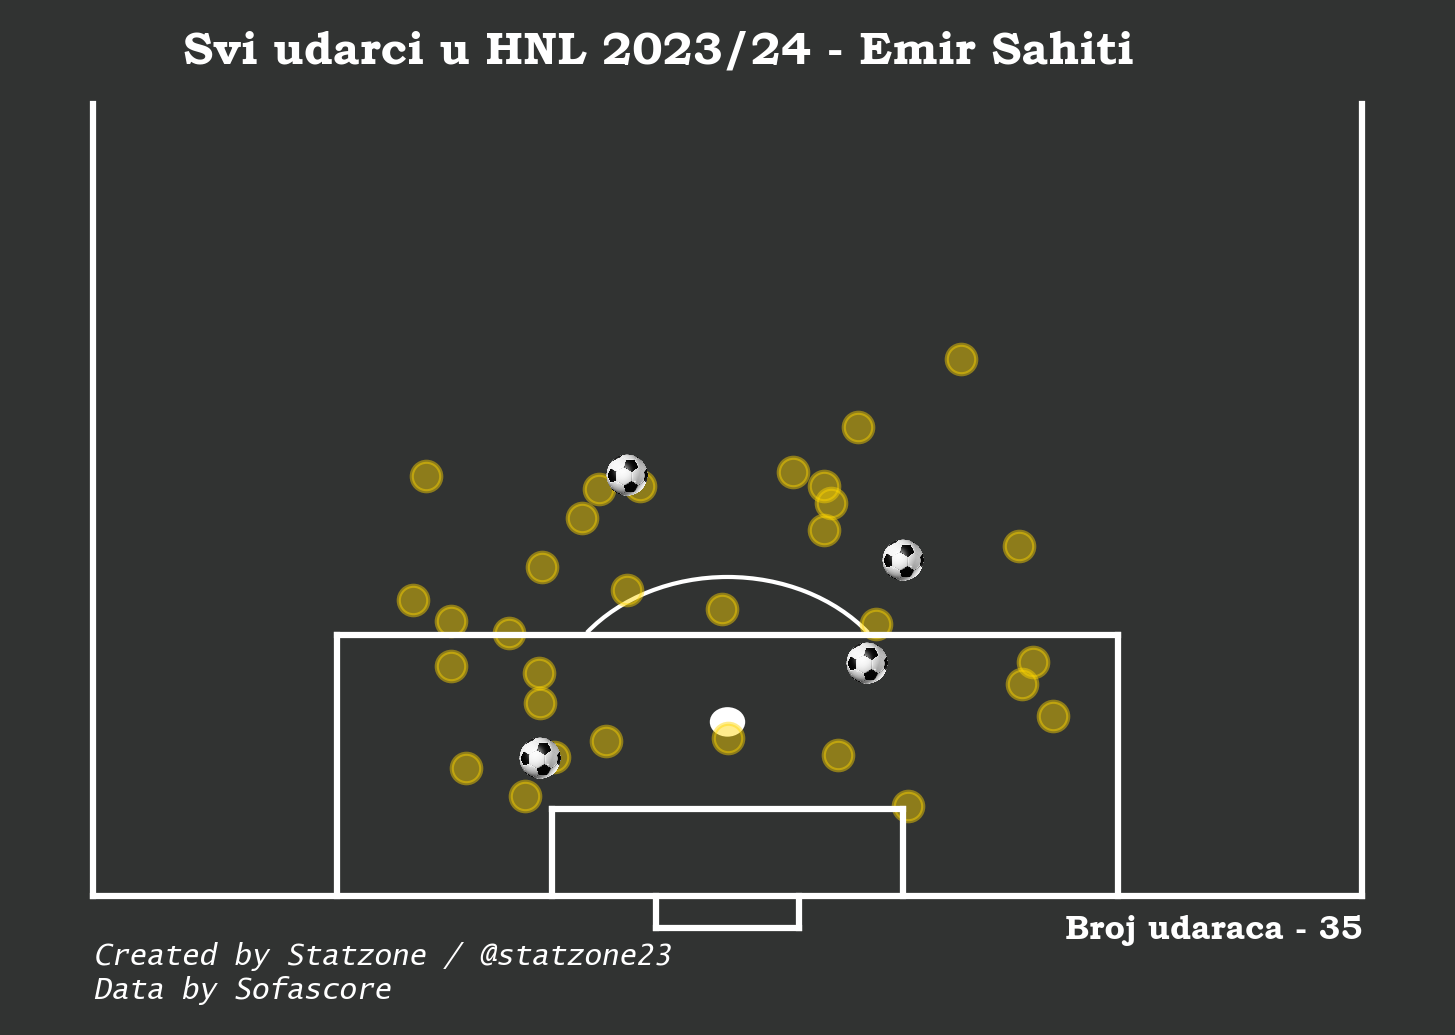 Svi udarci u HNL 2023/24 - Emir Sahiti
Broj udaraca - 35
Created by Statzone / @statzone23
Data by Sofascore